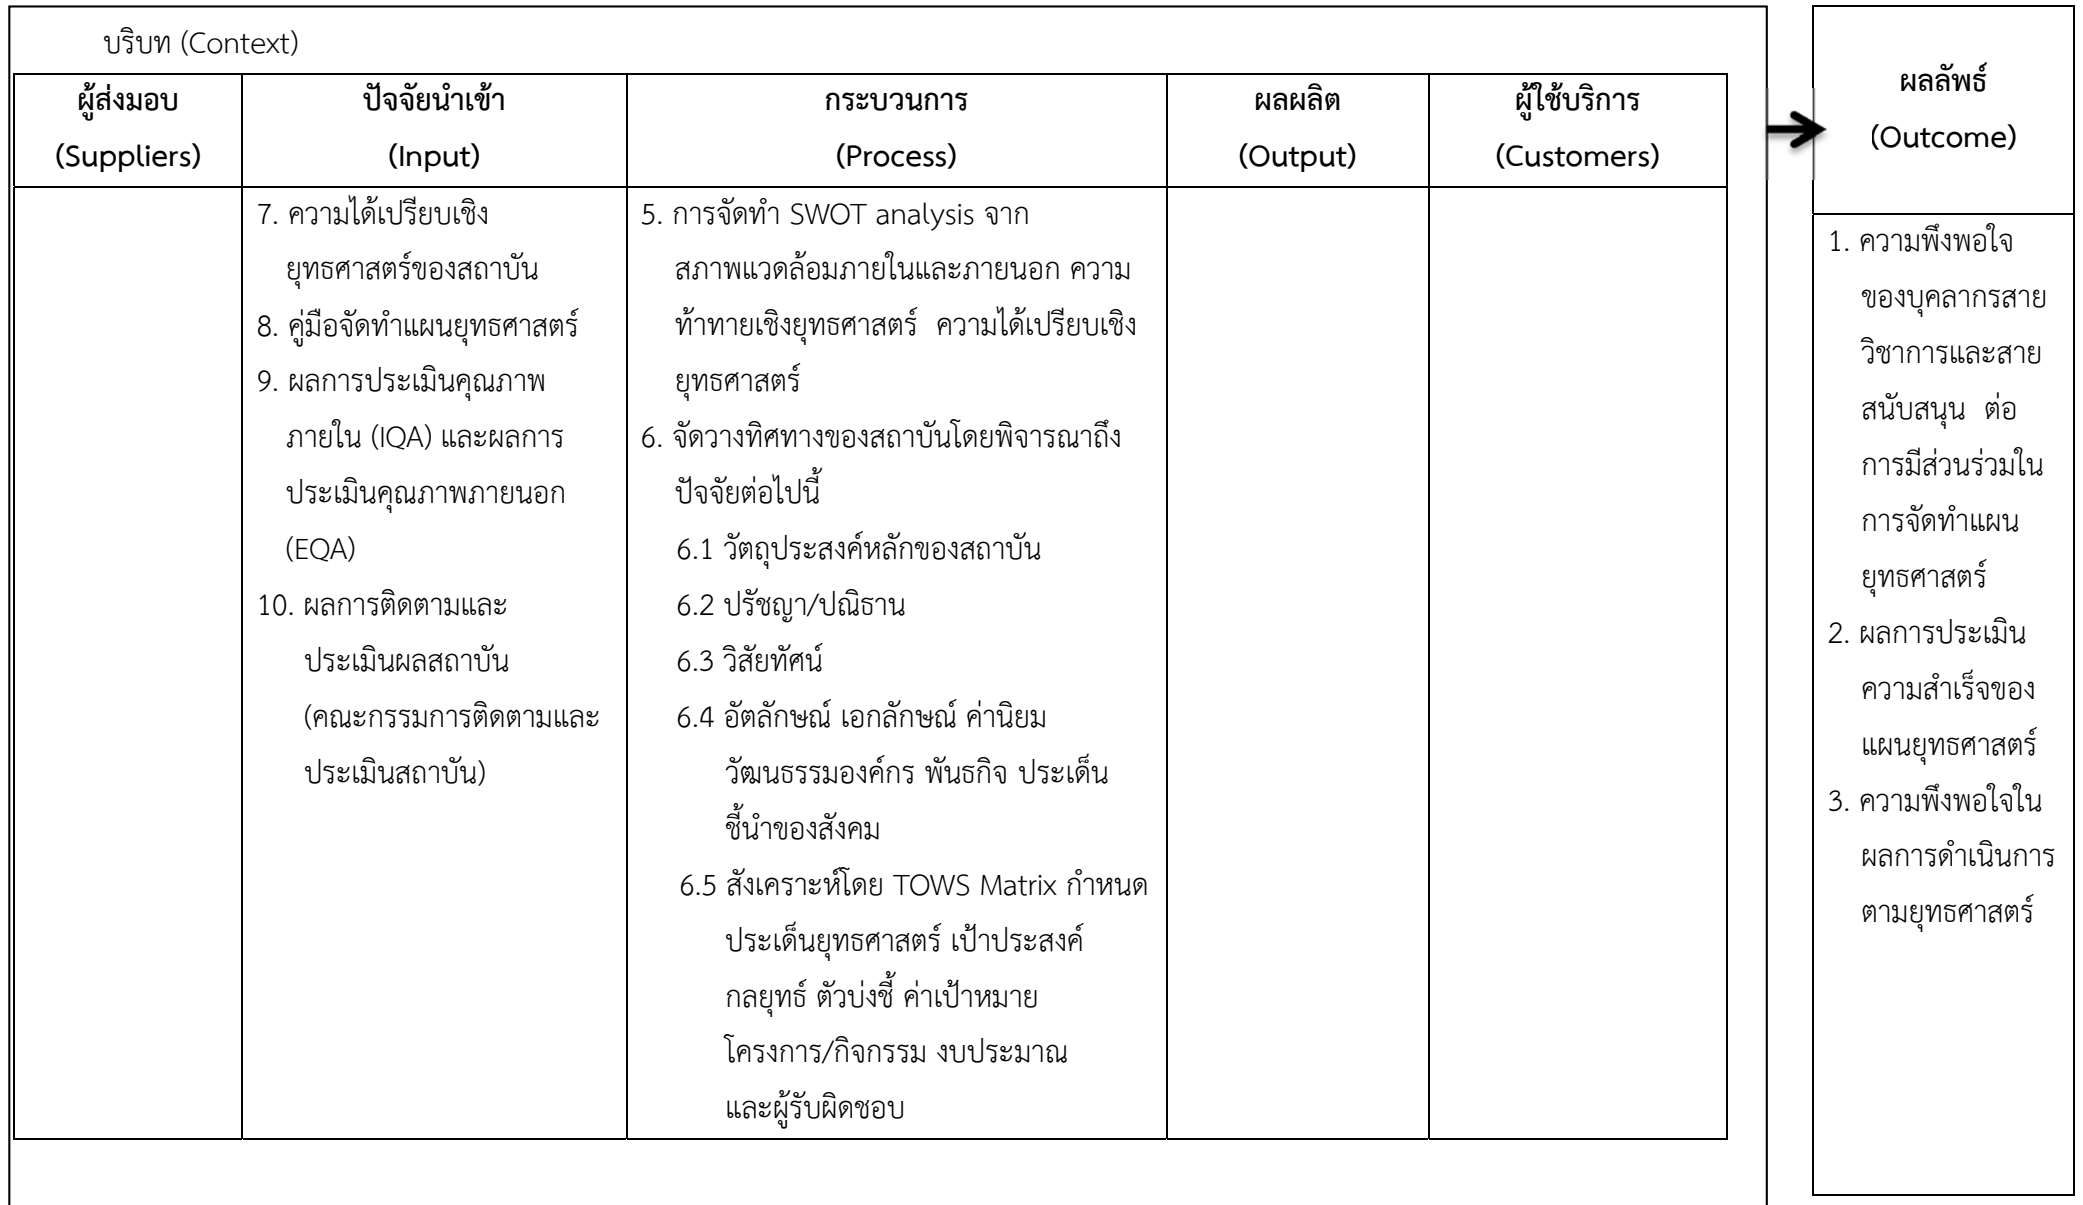 บริบท (Context)
ผู้ส่งมอบ
(Suppliers)
ปัจจัยนำเข้า
(Input)
กระบวนการ
(Process)
ผลผลิต
(Output)
ผู้ใช้บริการ
(Customers)
7. ความได้เปรียบเชิง
ยุทธศาสตร์ของสถาบัน
8. คู่มือจัดทำแผนยุทธศาสตร์
9. ผลการประเมินคุณภาพ
ภายใน (IQA) และผลการ
ประเมินคุณภาพภายนอก
(EQA)
10. ผลการติดตามและ
ประเมินผลสถาบัน
(คณะกรรมการติดตามและ
ประเมินสถาบัน)
5. การจัดทำ SWOT analysis จาก
สภาพแวดล้อมภายในและภายนอก ความ
ท้าทายเชิงยุทธศาสตร์ ความได้เปรียบเชิง
ยุทธศาสตร์
6. จัดวางทิศทางของสถาบันโดยพิจารณาถึง
ปัจจัยต่อไปนี้
6.1 วัตถุประสงค์หลักของสถาบัน
6.2 ปรัชญา/ปณิธาน
6.3 วิสัยทัศน์
6.4 อัตลักษณ์ เอกลักษณ์ ค่านิยม
วัฒนธรรมองค์กร พันธกิจ ประเด็น
ชี้นำของสังคม
6.5 สังเคราะห์โดย TOWS Matrix กำหนด
ประเด็นยุทธศาสตร์ เป้าประสงค์
กลยุทธ์ ตัวบ่งชี้ ค่าเป้าหมาย
โครงการ/กิจกรรม งบประมาณ
และผู้รับผิดชอบ
ผลลัพธ์
(Outcome)
1. ความพึงพอใจ
ของบุคลากรสาย
วิชาการและสาย
สนับสนุน ต่อ
การมีส่วนร่วมใน
การจัดทำแผน
ยุทธศาสตร์
2. ผลการประเมิน
ความสำเร็จของ
แผนยุทธศาสตร์
3. ความพึงพอใจใน
ผลการดำเนินการ
ตามยุทธศาสตร์